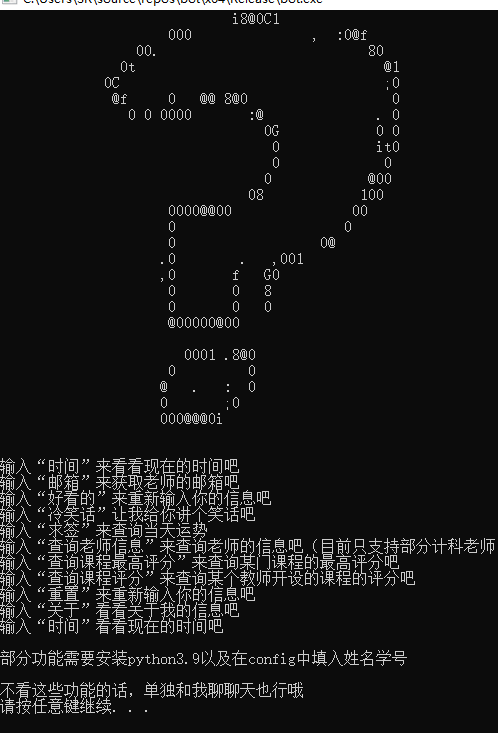 C:\Users\SR\source\repos\bot\x64\Release\bot.exe
i8@0C1
000 , :0@f
00. 80
0t @1
0C ;0
@f 0 @@ 8@0 0
0 0 0000 :@ . 0
0G 0 0
0 it0
0 0
0 @00
08 100
0000@@00 00
0 0
0 0@
.0 . ,001
,0 f G0
0 0 8
0 0 0
@00000@00
0001 .8@0
0 0
@ . : 0
0 ;0
000@@@0i
输入“时间”来看看现在的时间吧
输入“邮箱”来获取老师的邮箱吧
输入“好看的”来重新输入你的信息吧
输入“冷笑话”让我给你讲个笑话吧
输入“求签”来查询当天运势
输入“查询老师信息”来查询老师的信息吧（目前只支持部分计科老师
输入“查询课程最高评分”来查询某门课程的最高评分吧
输入“查询课程评分”来查询某个教师开设的课程的评分吧
输入“重置”来重新输入你的信息吧
输入“关于”看看关于我的信息吧
输入“时间”看看现在的时间吧
部分功能需要安装python3.9以及在config中填入姓名学号
不看这些功能的话，单独和我聊聊天也行哦
请按任意键继续. . .